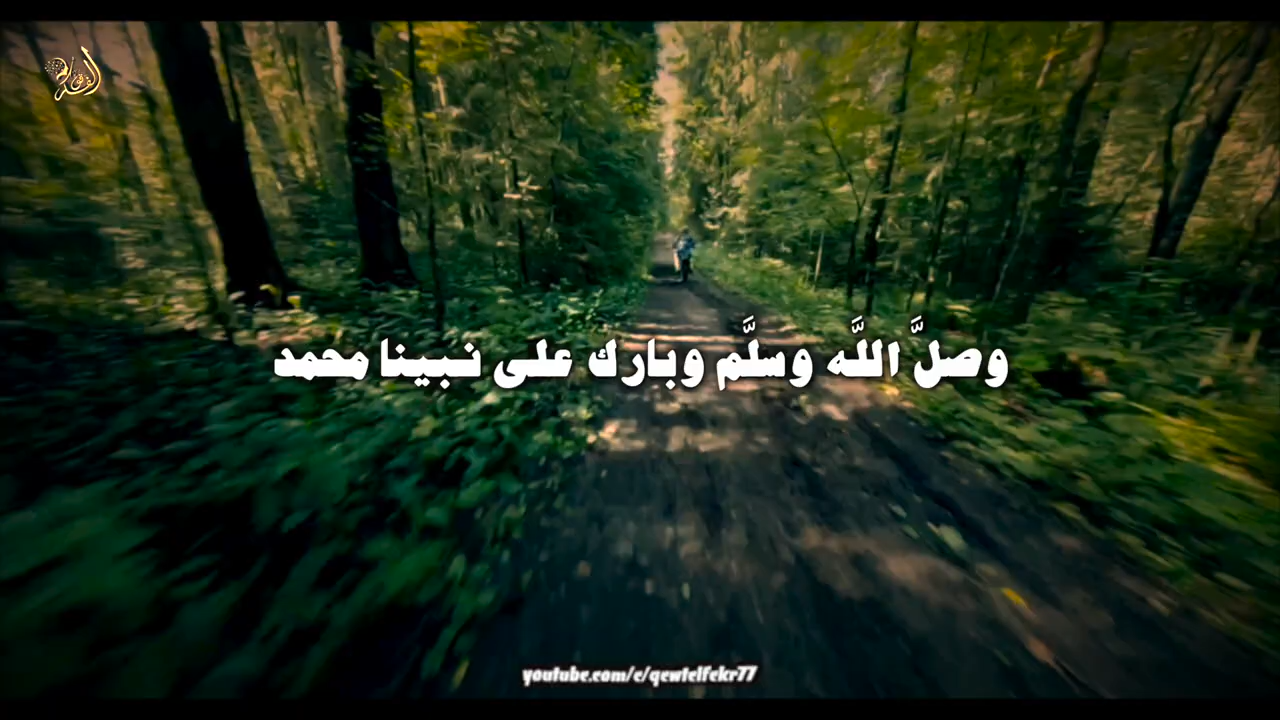 وصلَّ اللَّه وسلَّم وبارك على نبينا محمد
youtube.com/c/qewtelfekr77